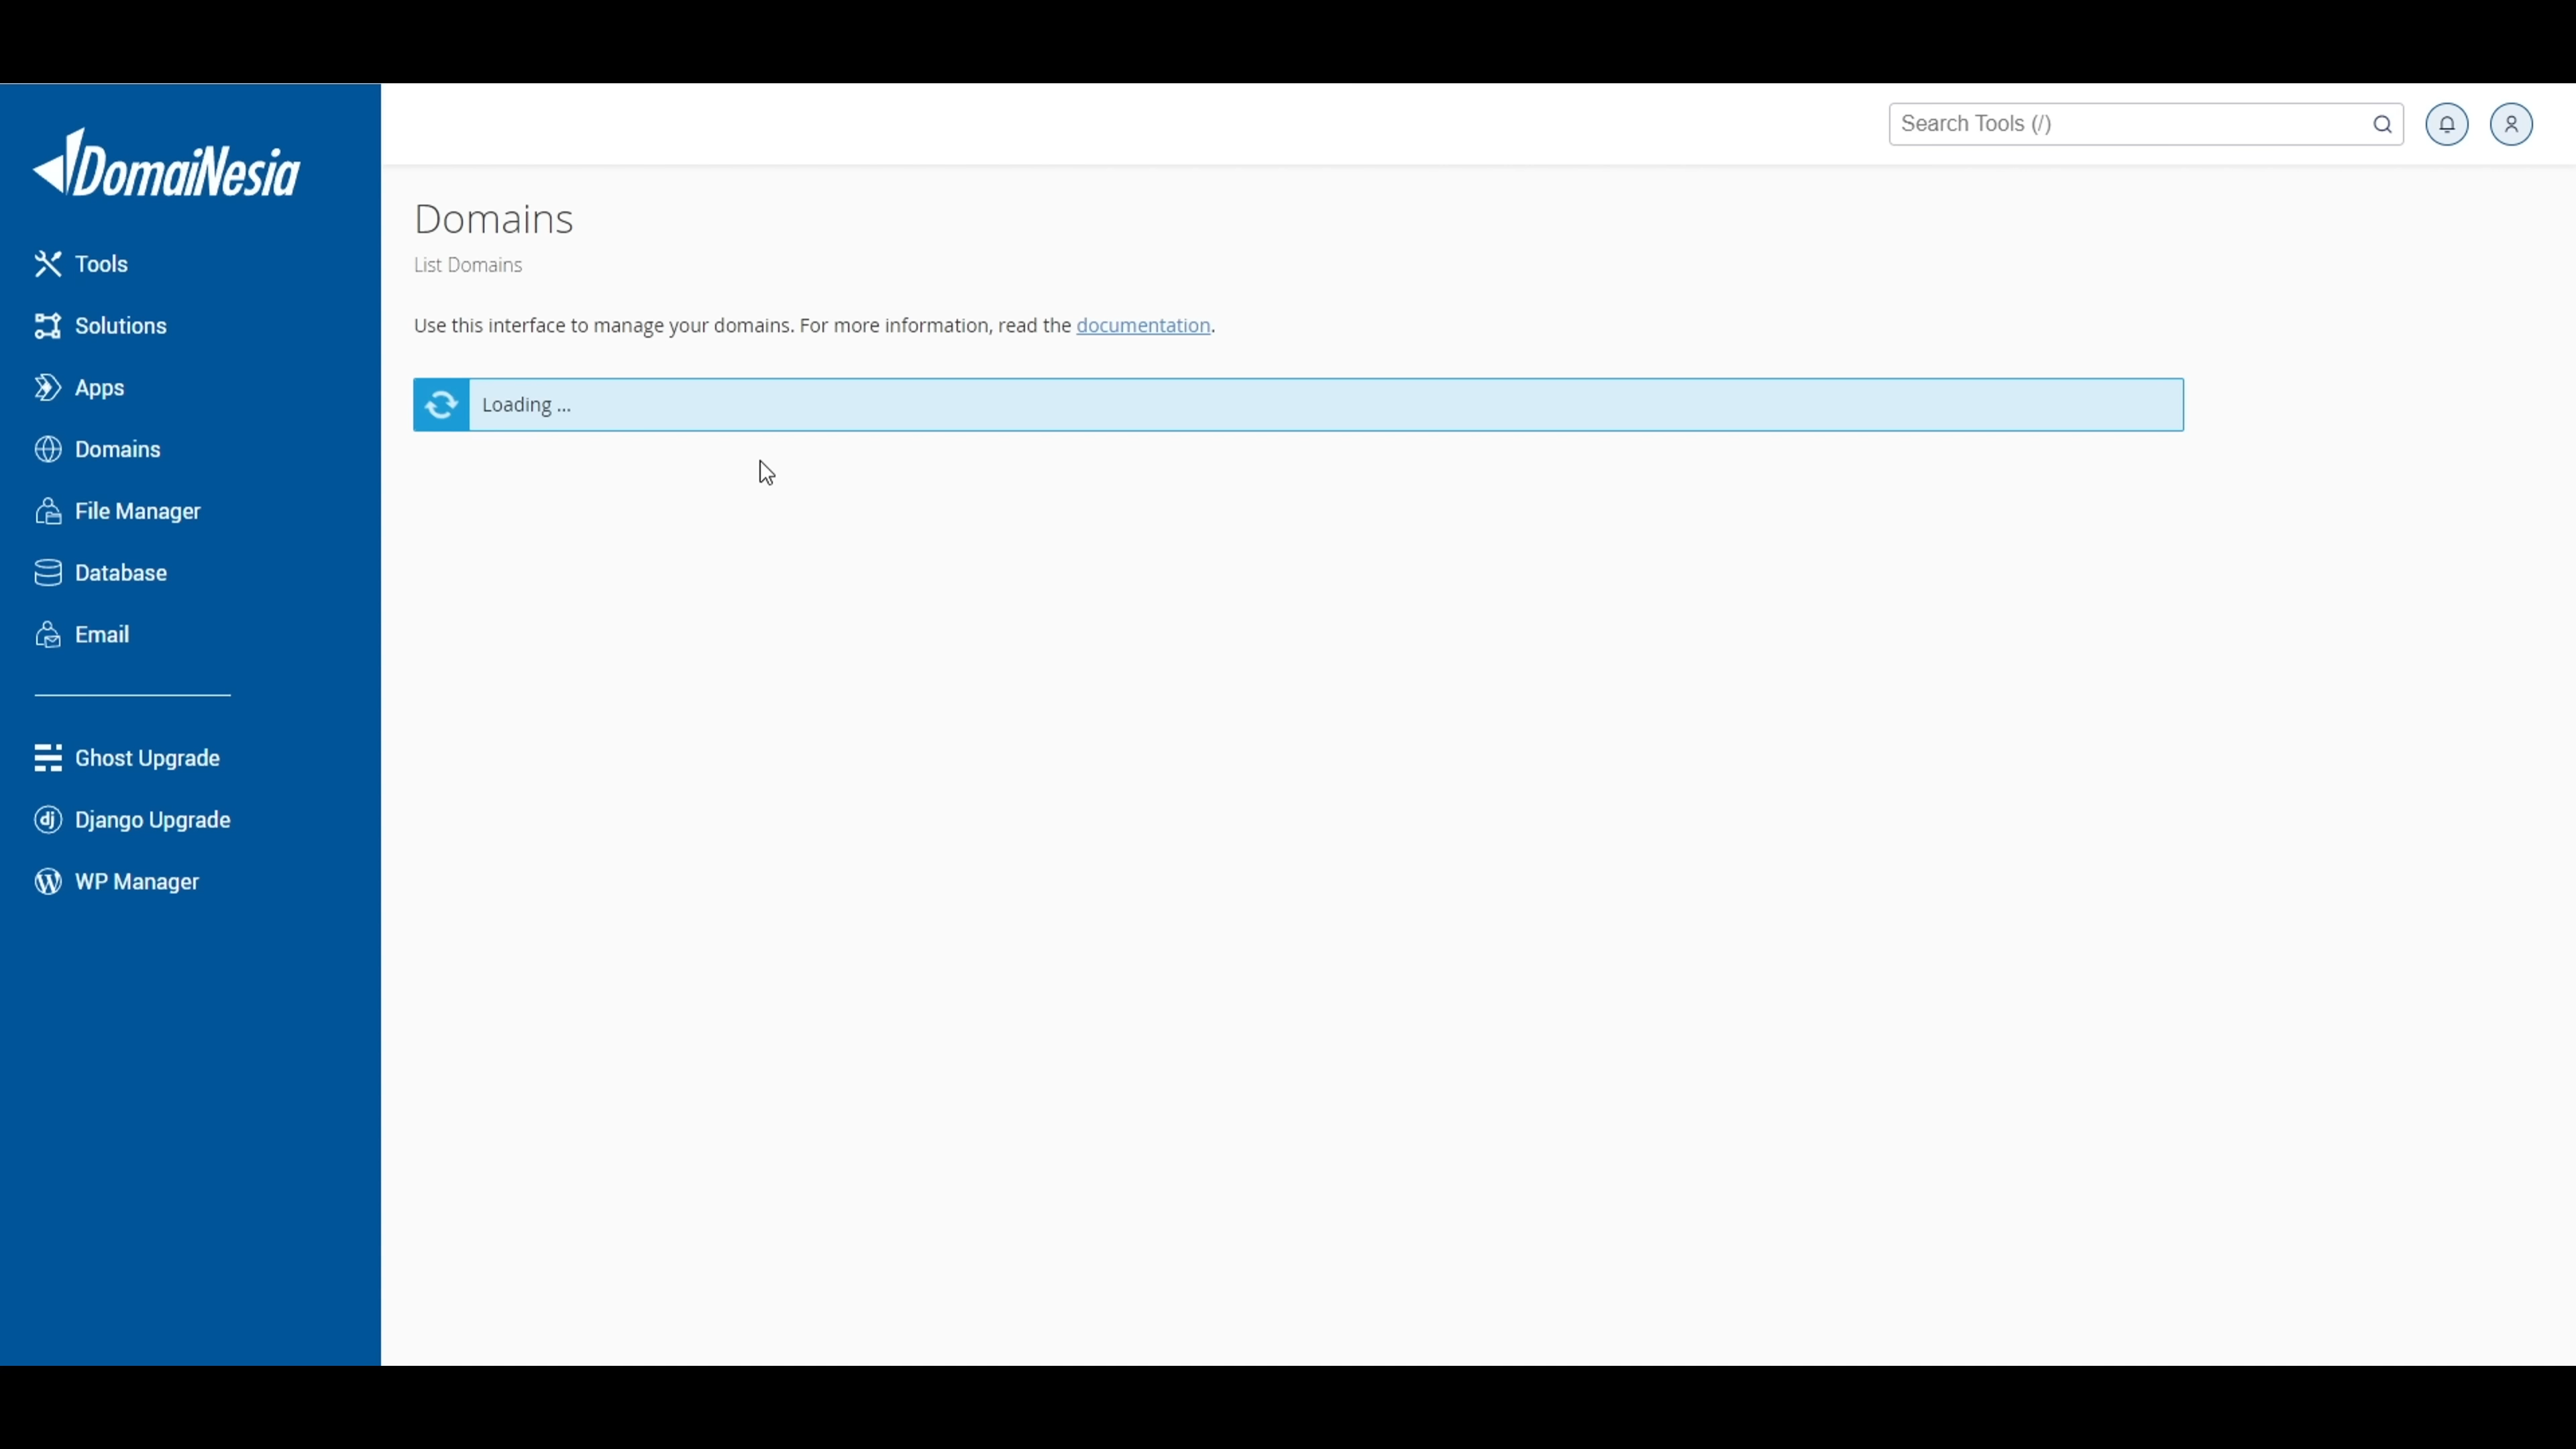 DomaiNesia
Search Tools (/)
Tools
Solutions
Apps
Domains
File Manager
Database
Email
Ghost Upgrade
dj
Django Upgrade
WP Manager
Domains
List Domains
Use this interface to manage your domains. For more information, read the documentation.
Loading ...